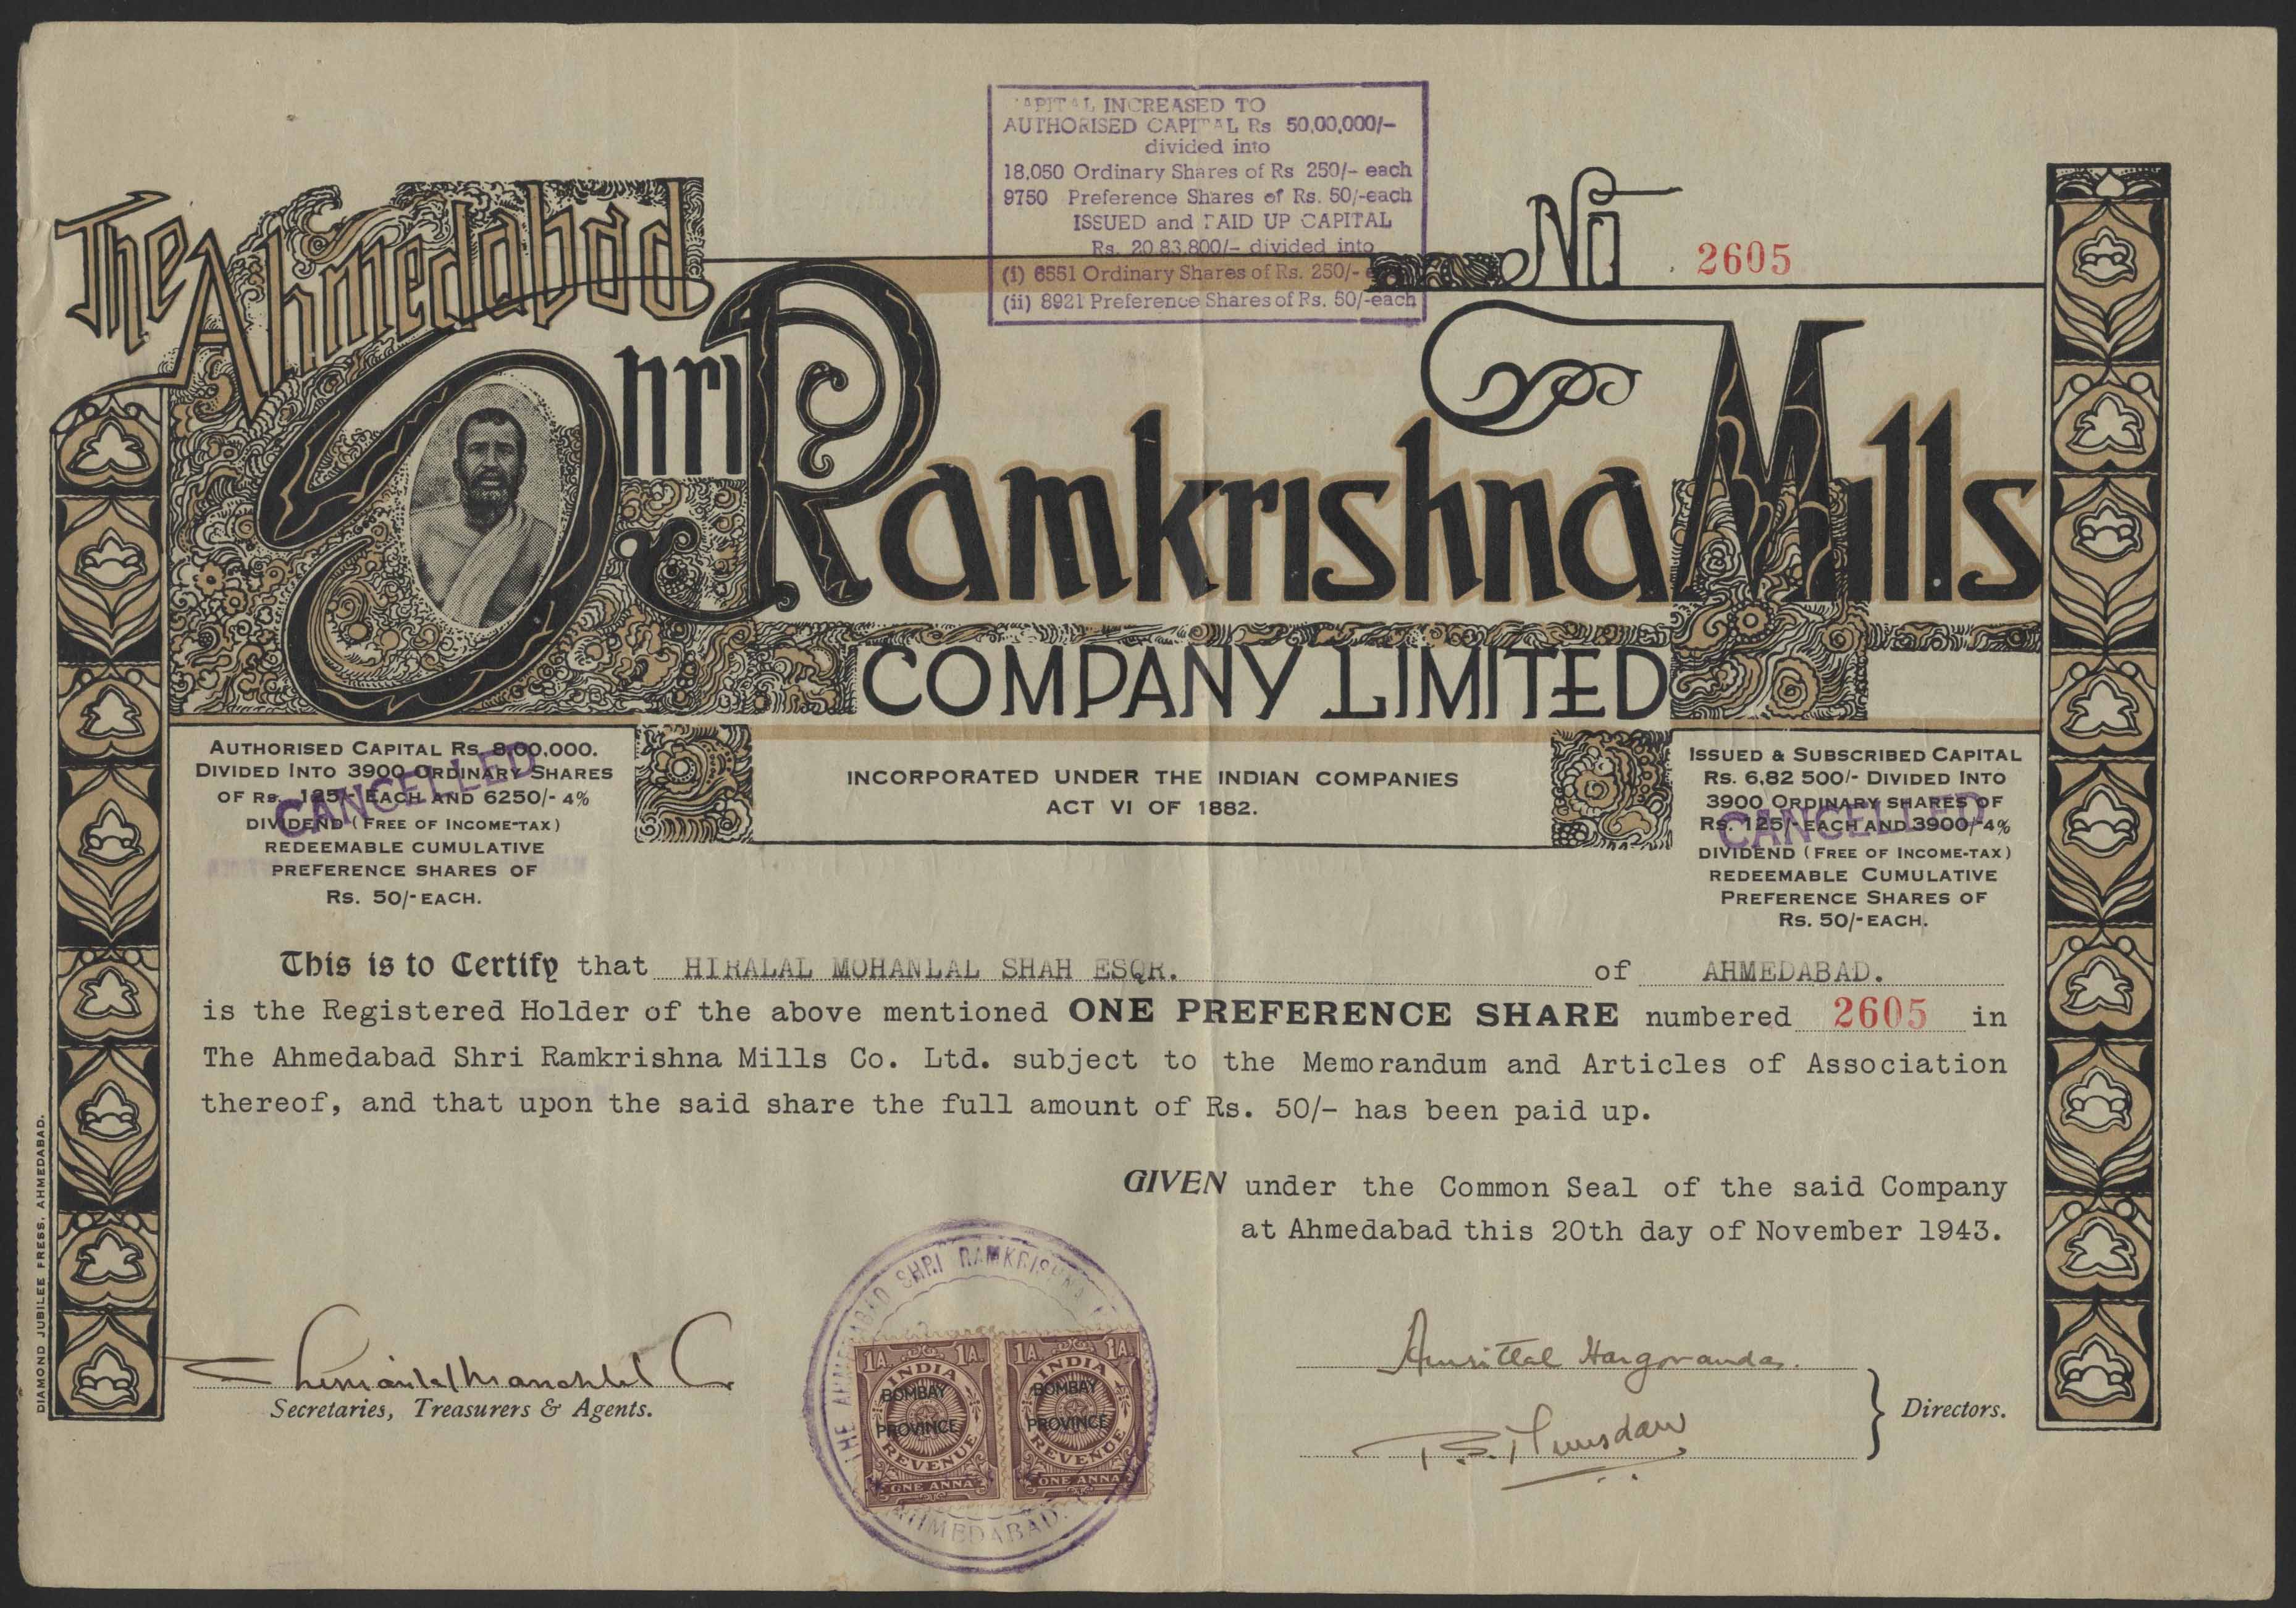 CAPITAL INCREASED TO
AUTHORISED CAPITAL Rs 50,00,000/-
divided into
18,050 Ordinary Shares of Rs 250/- each
9750 Preference Shares of Rs. 50/-each
ISSUED and PAID UP CAPITAL
Rs. 20,83,800/- divided into
(i) 6551 Ordinary Shares of Rs. 250/-
(ii) 8921 Preference Shares of Rs. 50/-each
No. 2605
The Ahmedabad
Shri Ramkrishna Mills
COMPANY LIMITED
AUTHORISED CAPITAL RS. 8,00,000.
DIVIDED INTO 3900 ORDINARY SHARES
OF RS. 125/- EACH AND 6250/- 4%
DIVIDEND (FREE OF INCOME-TAX)
REDEEMABLE CUMULATIVE
PREFERENCE SHARES OF
RS. 50/- EACH.
CANCELLED
INCORPORATED UNDER THE INDIAN COMPANIES
ACT VI OF 1882.
ISSUED & SUBSCRIBED CAPITAL
RS. 6,82 500/- DIVIDED INTO
3900 ORDINARY SHARES OF
RS. 125/- EACH AND 3900/-4%
DIVIDEND (FREE OF INCOME-TAX)
REDEEMABLE CUMULATIVE
PREFERENCE SHARES OF
RS. 50/- EACH.
CANCELLED
This is to Certify that HIRALAL MOHANLAL SHAH ESQR. of AHMEDABAD.
is the Registered Holder of the above mentioned ONE PREFERENCE SHARE numbered 2605 in
The Ahmedabad Shri Ramkrishna Mills Co. Ltd. subject to the Memorandum and Articles of Association
thereof, and that upon the said share the full amount of Rs. 50/- has been paid up.
GIVEN under the Common Seal of the said Company
at Ahmedabad this 20th day of November 1943.
Secretaries, Treasurers & Agents.
THE AHMEDABAD SHRI RAMKRISHNA
AHMEDABAD.
1A. 1A.
INDIA
BOMBAY
PROVINCE
REVENUE
ONE ANNA
1A 1A.
INDIA
BOMBAY
PROVINCE
REVENUE
ONE ANNA
Amritlal Hargovandas.
Directors.
DIAMOND JUBILEE PRESS, AHMEDABAD.